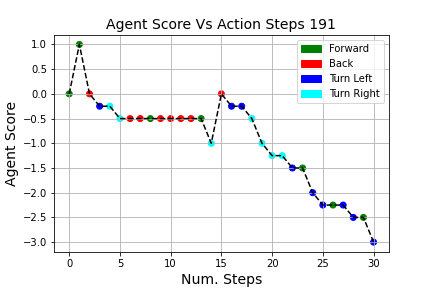 Agent Score Vs Action Steps 191
Agent Score
1.0
0.5
0.0
−0.5
−1.0
−1.5
−2.0
−2.5
−3.0
Forward
Back
Turn Left
Turn Right
0 5 10 15 20 25 30
Num. Steps